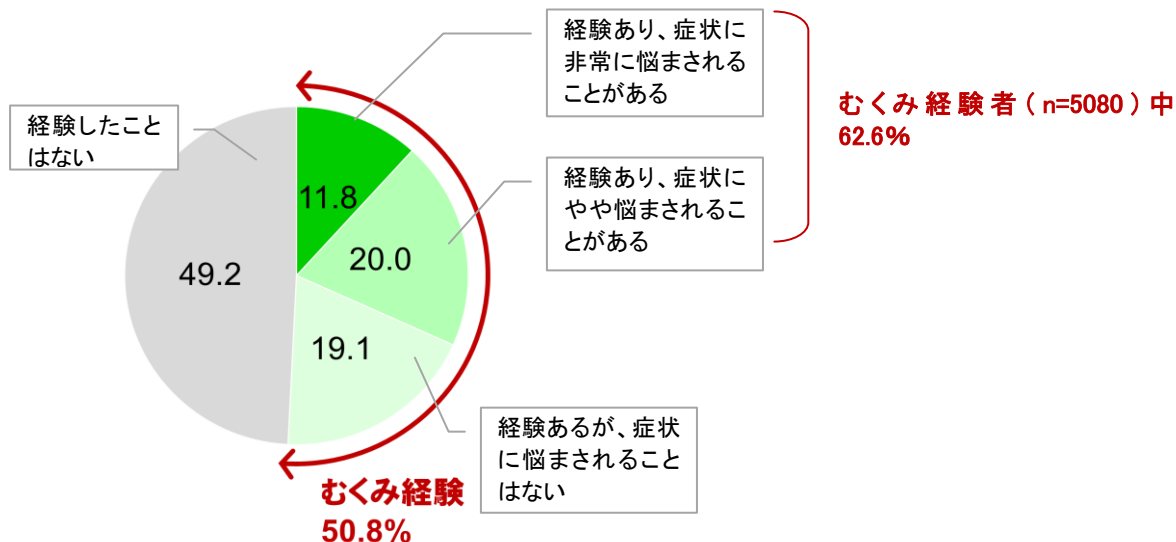 経験あり、症状に
非常に悩まされる
ことがある
経験したこと
はない
むくみ経験者(n=5080)中
62.6%
経験あり、症状に
やや悩まされるこ
とがある
11.8
20.0
49.2
19.1
経験あるが、症状
に悩まされること
はない
むくみ経験
50.8%